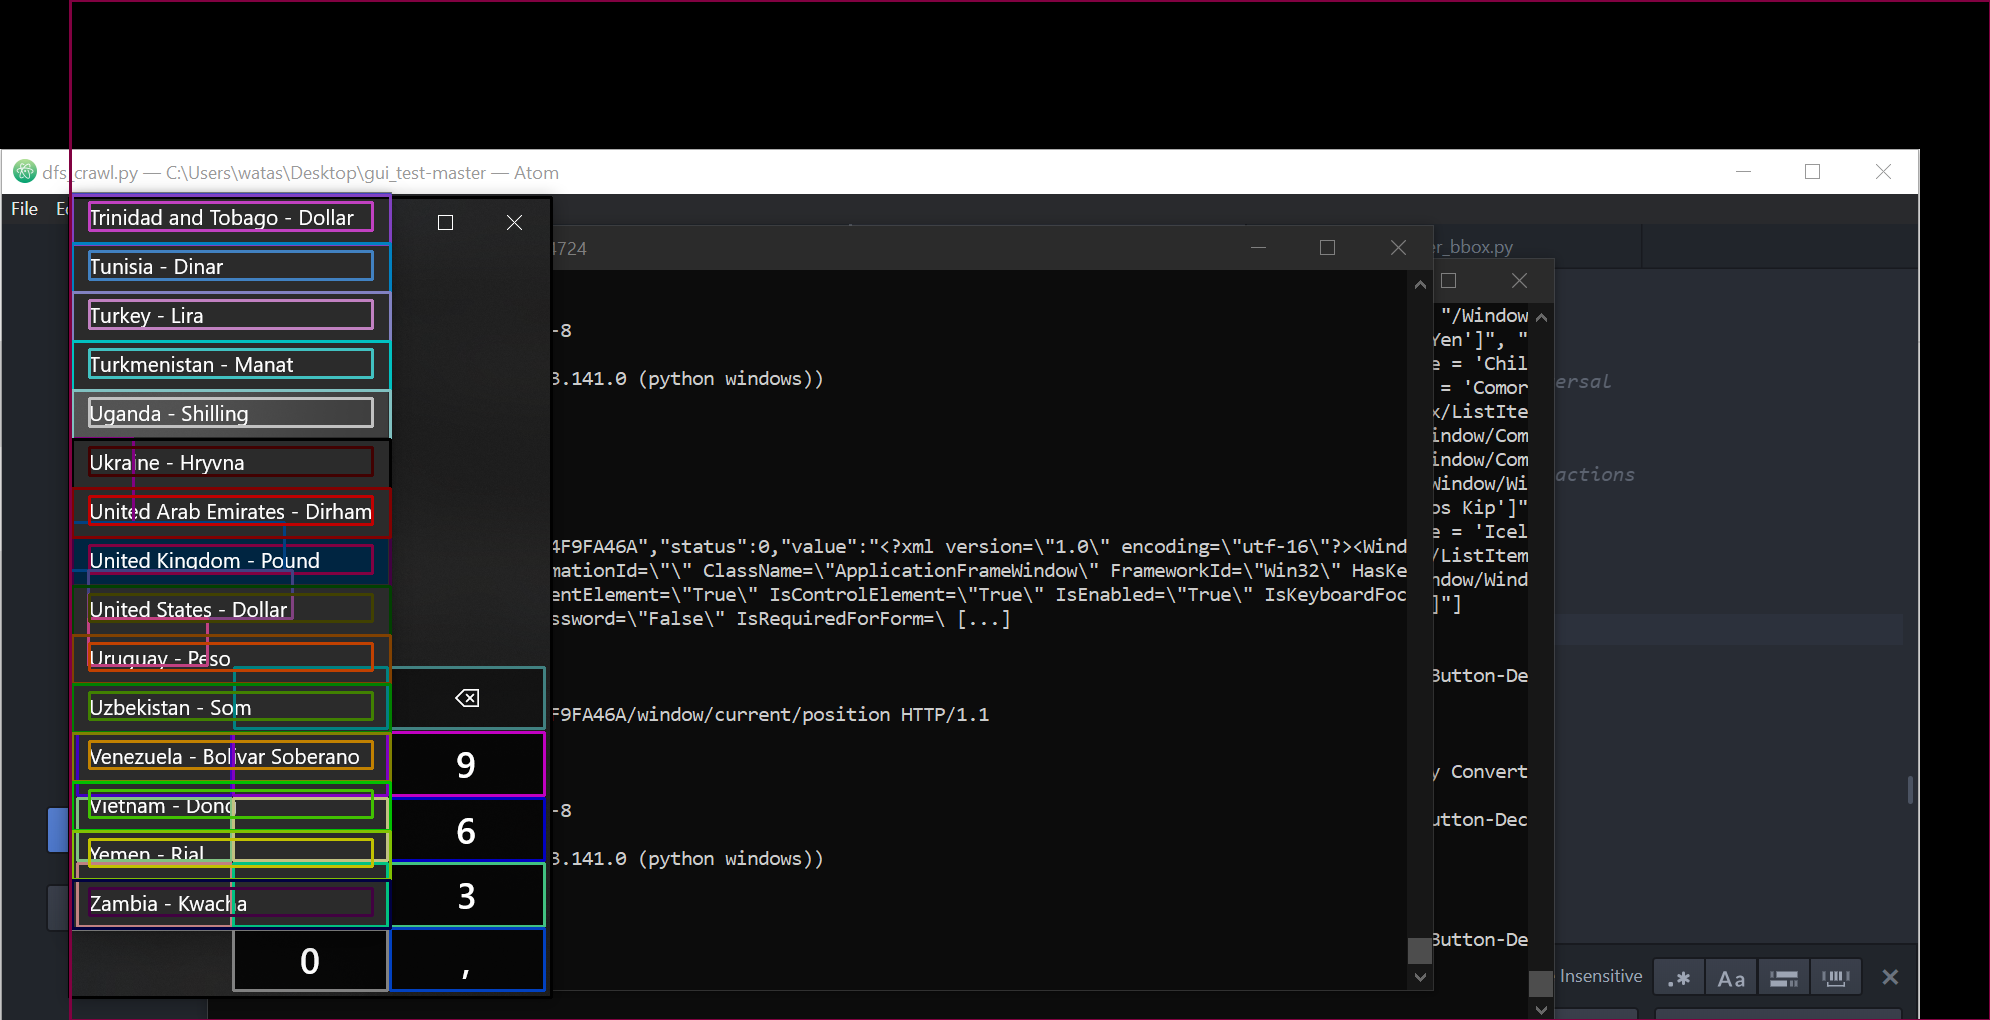 dfs_crawl.py — C:\Users\watas\Desktop\gui_test-master — Atom
File
Trinidad and Tobago - Dollar
Tunisia - Dinar
Turkey - Lira
Turkmenistan - Manat
Uganda - Shilling
Ukraine - Hryvna
United Arab Emirates - Dirham
United Kingdom - Pound
United States - Dollar
Uruguay - Peso
Uzbekistan - Som
Venezuela - Bolívar Soberano
Vietnam - Dong
Yemen - Rial
Zambia - Kwacha
9
6
3
0
,
4724
-8
3.141.0 (python windows))
4F9FA46A","status":0,"value":"<?xml version=\"1.0\" encoding=\"utf-16\"?><Wind
mationId=\"\" ClassName=\"ApplicationFrameWindow\" FrameworkId=\"Win32\" HasKe
entElement=\"True\" IsControlElement=\"True\" IsEnabled=\"True\" IsKeyboardFoc
ssword=\"False\" IsRequiredForForm=\ [...]
F9FA46A/window/current/position HTTP/1.1
-8
3.141.0 (python windows))
er_bbox.py
"/Window
Yen']", "
e = 'Chil
= 'Comor
x/ListIte
indow/Com
indow/Com
Window/Wi
os Kip']"
e = 'Icel
/ListItem
ndow/Wind
]"]
Button-De
y Convert
utton-Dec
Button-De
ersal
actions
Insensitive
.*
Aa